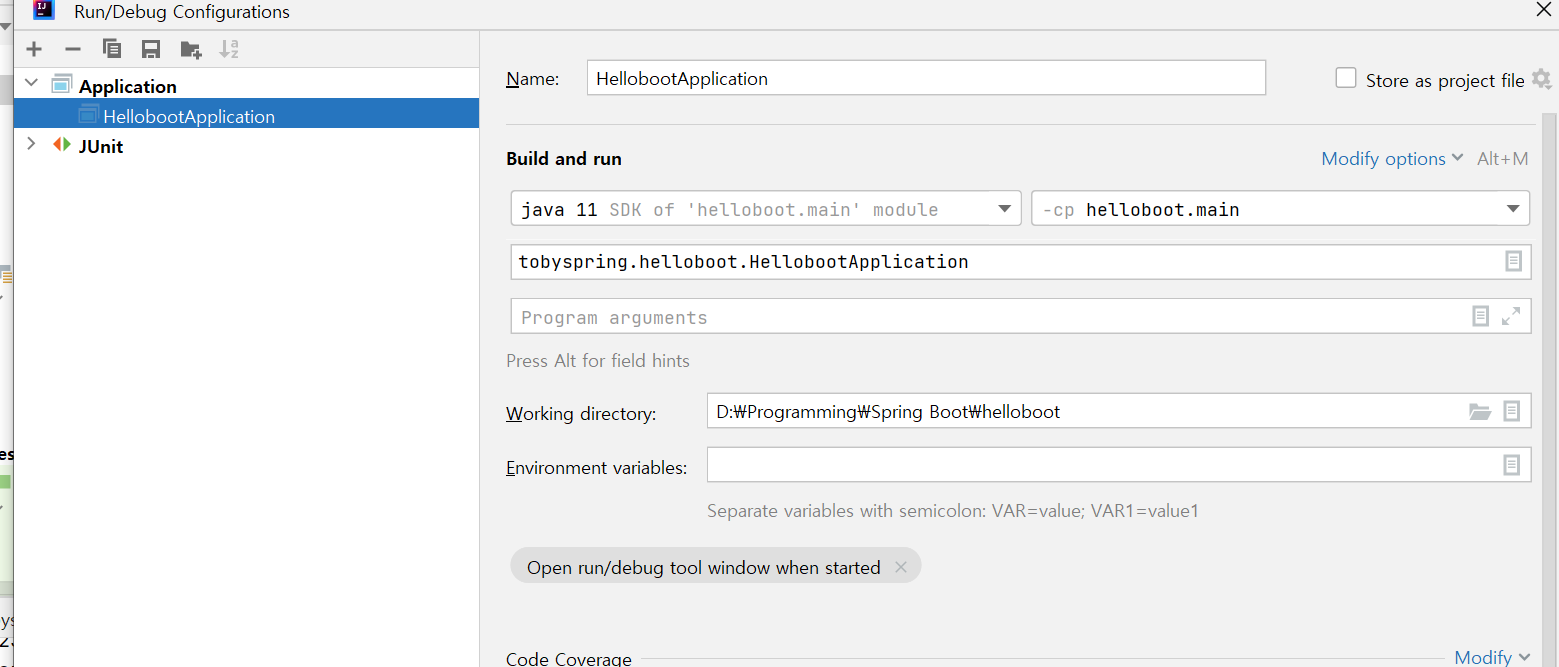 Run/Debug Configurations
Application
HellobootApplication
JUnit
Name: HellobootApplication Store as project file
Build and run Modify options Alt+M
java 11 SDK of 'helloboot.main' module -cp helloboot.main
tobyspring.helloboot.HellobootApplication
Program arguments
Press Alt for field hints
Working directory: D:₩Programming₩Spring Boot₩helloboot
Environment variables:
Separate variables with semicolon: VAR=value; VAR1=value1
Open run/debug tool window when started
Code Coverage Modify